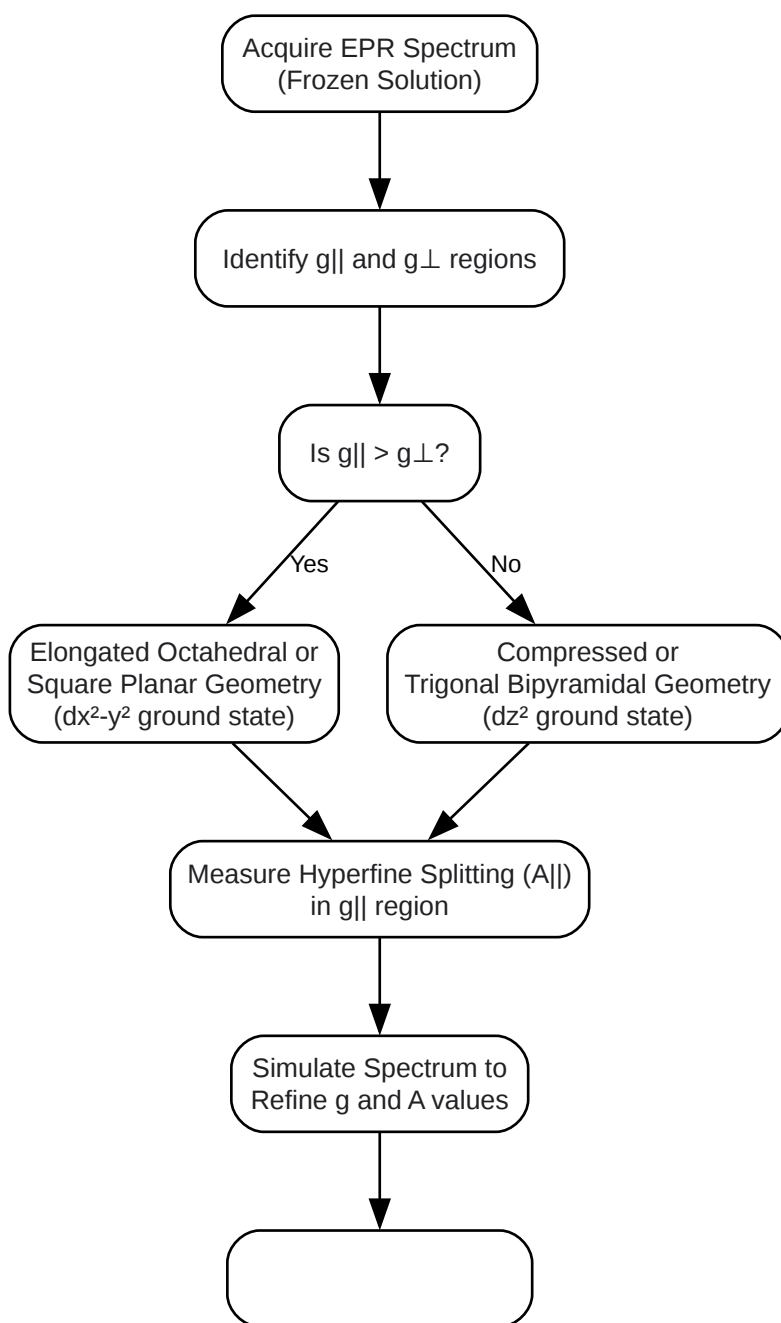 Acquire EPR Spectrum
(Frozen Solution)
Identify g|| and g⊥ regions
Is g|| > g⊥?
Yes
No
Elongated Octahedral or
Square Planar Geometry
(dx²-y² ground state)
Compressed or
Trigonal Bipyramidal Geometry
(dz² ground state)
Measure Hyperfine Splitting (A||)
in g|| region
Simulate Spectrum to
Refine g and A values